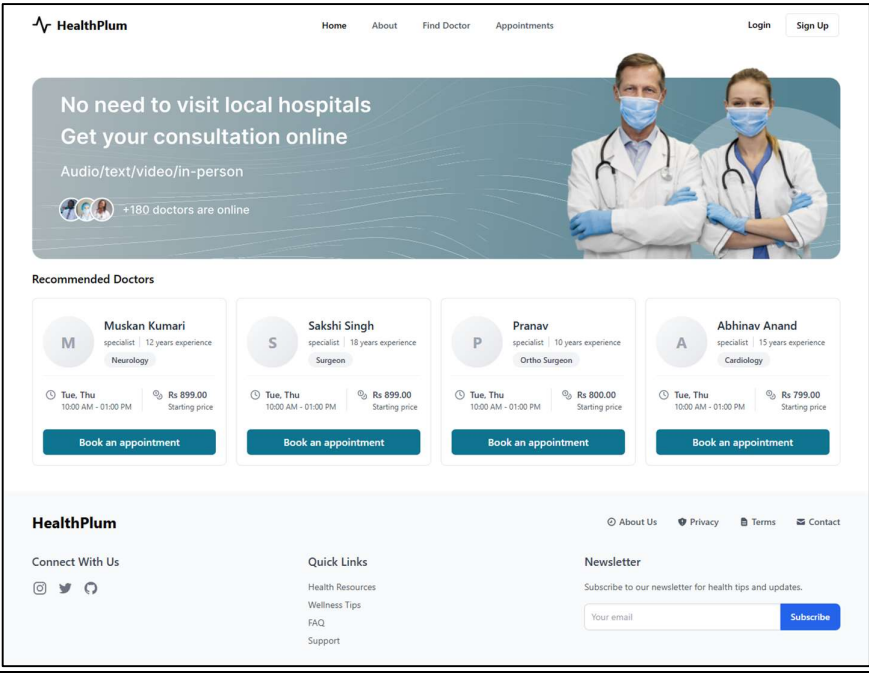 HealthPlum
Home About Find Doctor Appointments
Login Sign Up
No need to visit local hospitals
Get your consultation online
Audio/text/video/in-person
+180 doctors are online
Recommended Doctors
M
Muskan Kumari
specialist 12 years experience
Neurology
Tue, Thu
10:00 AM - 01:00 PM
Rs 899.00
Starting price
Book an appointment
S
Sakshi Singh
specialist 18 years experience
Surgeon
Tue, Thu
10:00 AM - 01:00 PM
Rs 899.00
Starting price
Book an appointment
P
Pranav
specialist 10 years experience
Ortho Surgeon
Tue, Thu
10:00 AM - 01:00 PM
Rs 800.00
Starting price
Book an appointment
A
Abhinav Anand
specialist 15 years experience
Cardiology
Tue, Thu
10:00 AM - 01:00 PM
Rs 799.00
Starting price
Book an appointment
HealthPlum
About Us Privacy Terms Contact
Connect With Us
Quick Links
Health Resources
Wellness Tips
FAQ
Support
Newsletter
Subscribe to our newsletter for health tips and updates.
Your email
Subscribe